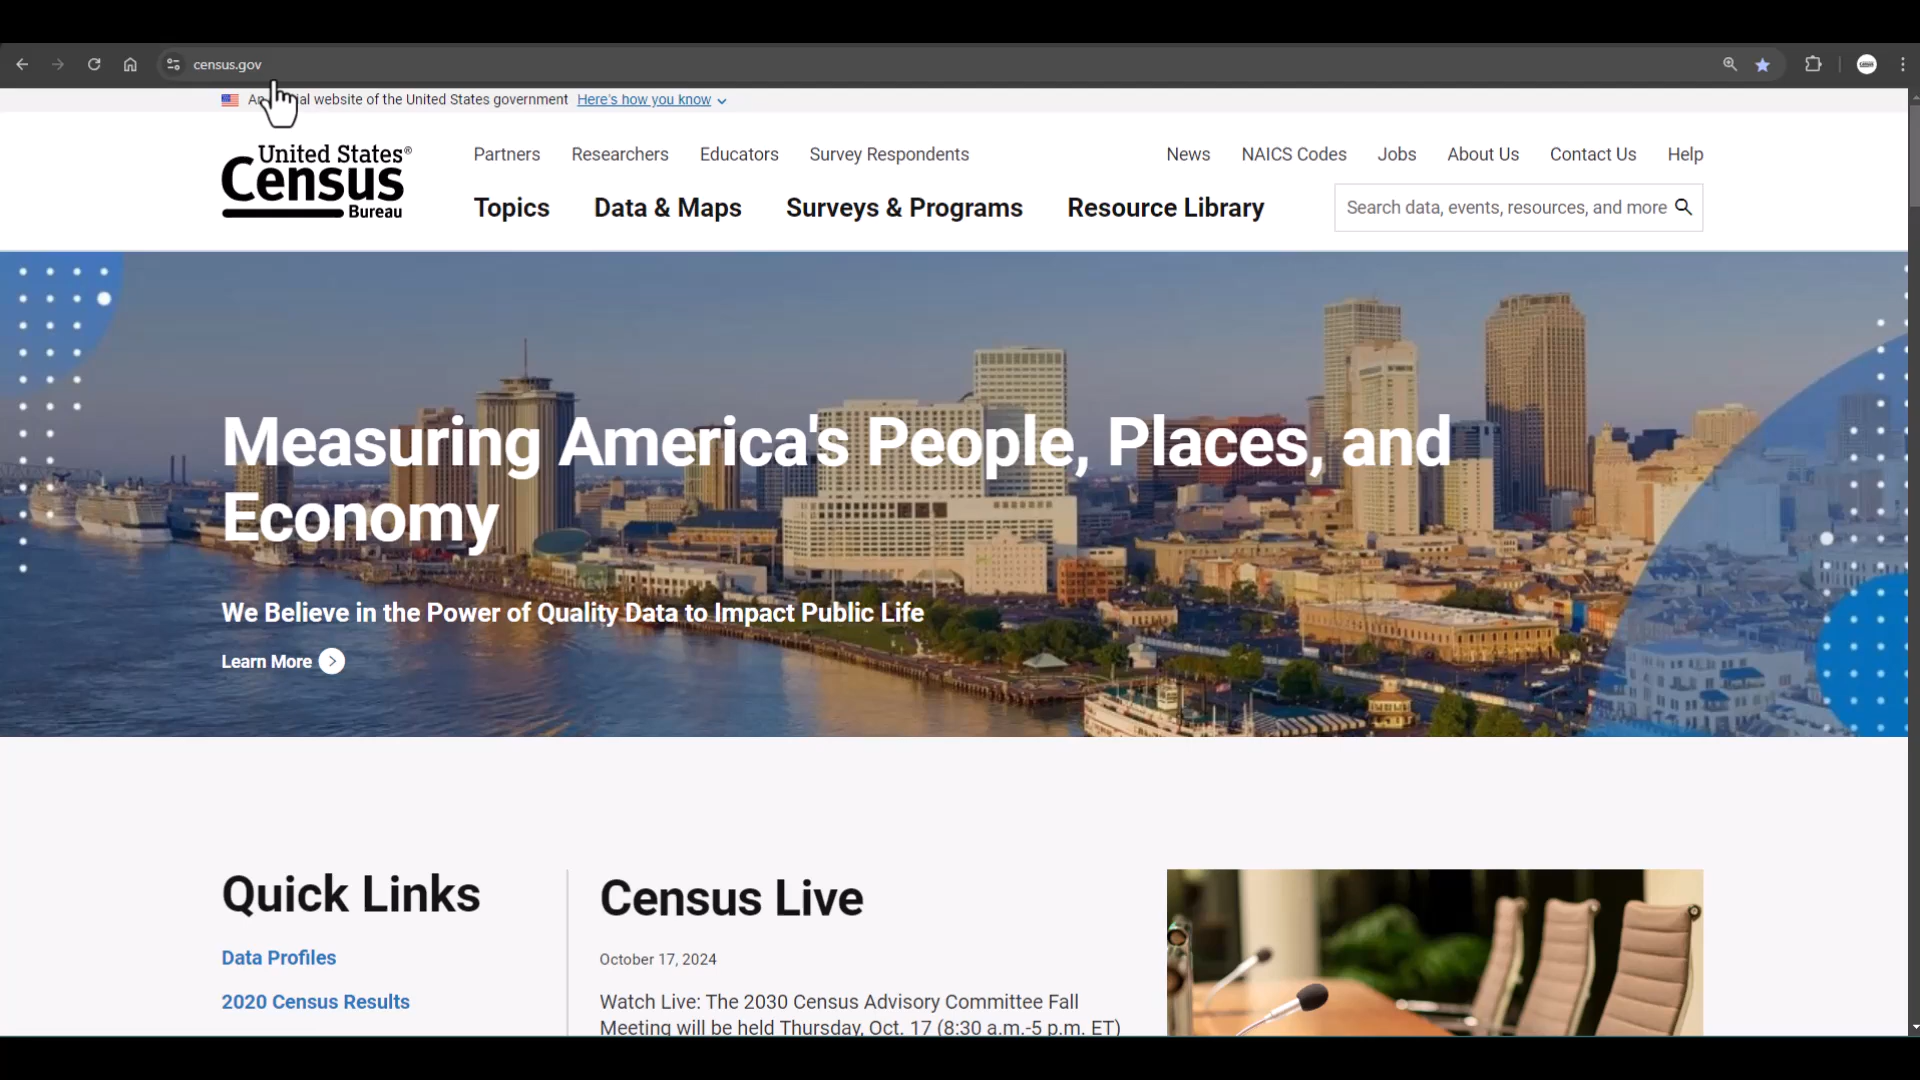 census.gov
website of the United States government Here's how you know
United States®
Census
Bureau
Partners Researchers Educators Survey Respondents
News NAICS Codes Jobs About Us Contact Us Help
Topics Data & Maps Surveys & Programs Resource Library
Search data, events, resources, and more
Measuring America's People, Places, and
Economy
We Believe in the Power of Quality Data to Impact Public Life
Learn More
Quick Links
Data Profiles
2020 Census Results
Census Live
October 17, 2024
Watch Live: The 2030 Census Advisory Committee Fall
Meeting will be held Thursday, Oct. 17 (8:30 a.m.-5 p.m. ET)